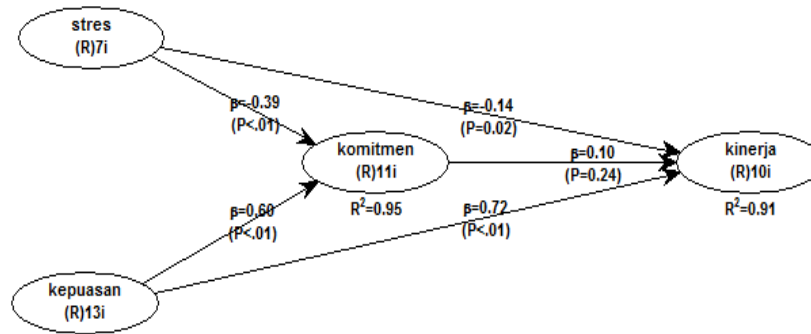 stres
(R)7i
β=-0.39
(P<.01)
β=-0.14
(P=0.02)
komitmen
(R)11i
R²=0.95
β=0.10
(P=0.24)
kinerja
(R)10i
R²=0.91
β=0.60
(P<.01)
β=0.72
(P<.01)
kepuasan
(R)13i